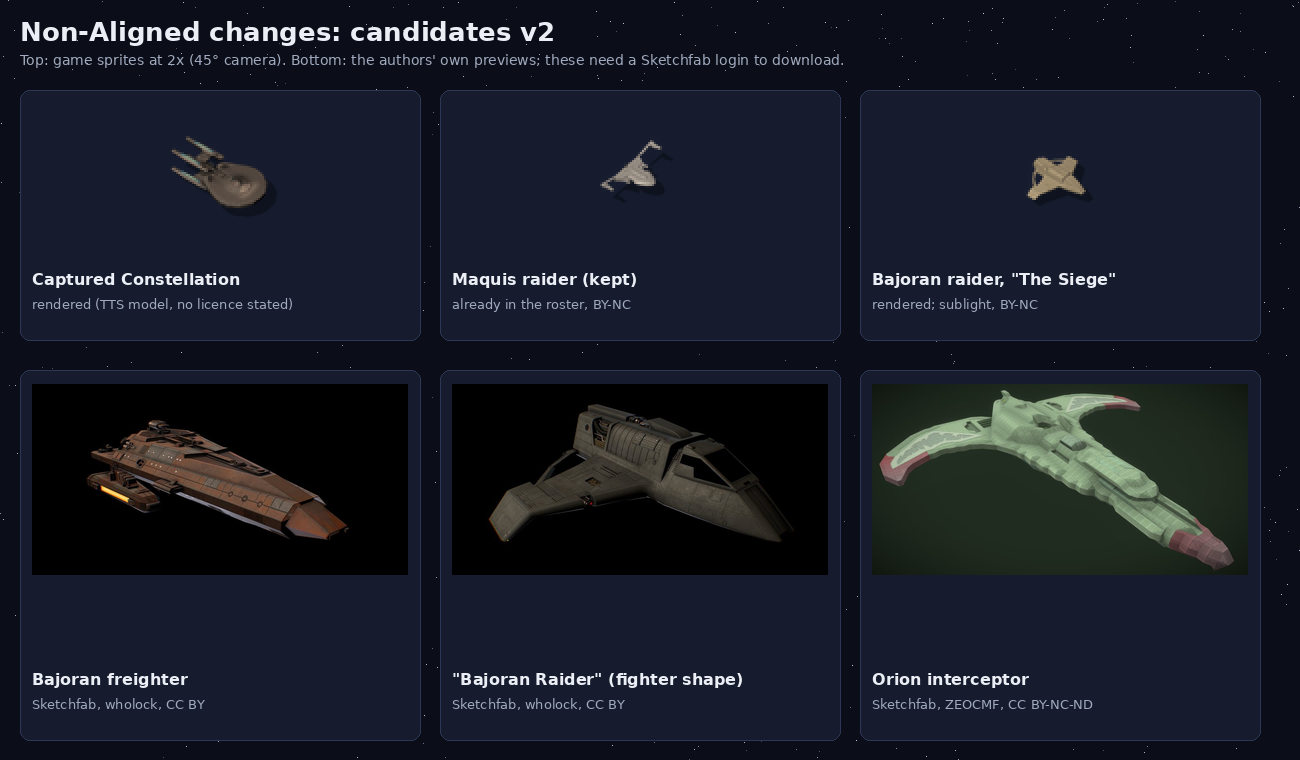 Non-Aligned changes: candidates v2
Top: game sprites at 2x (45° camera). Bottom: the authors' own previews; these need a Sketchfab login to download.
Captured Constellation
rendered (TTS model, no licence stated)
Maquis raider (kept)
already in the roster, BY-NC
Bajoran raider, "The Siege"
rendered; sublight, BY-NC
Bajoran freighter
Sketchfab, wholock, CC BY
"Bajoran Raider" (fighter shape)
Sketchfab, wholock, CC BY
Orion interceptor
Sketchfab, ZEOCMF, CC BY-NC-ND